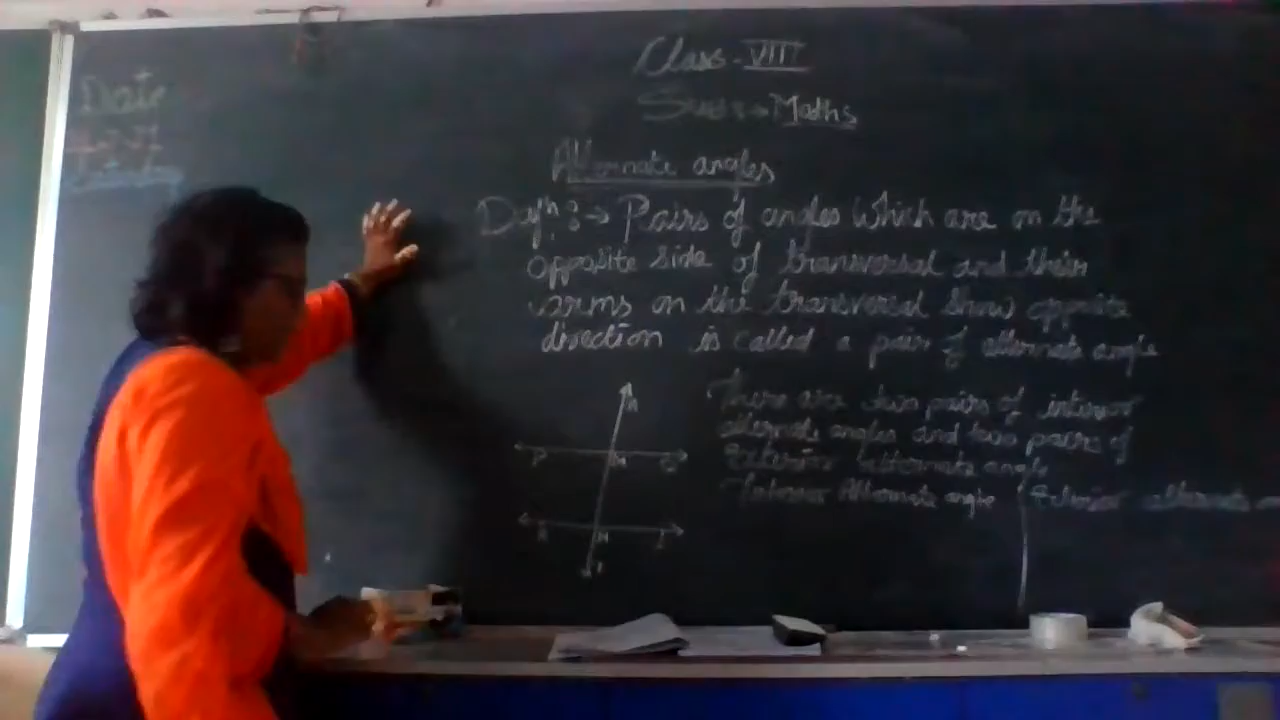 Date
Class - VIII
Maths
Alternate angles
Defn : → Pairs of angles which are on the
opposite side of transversal and their
arms on the transversal show opposite
direction is called a pair of alternate angle
There are two pairs of interior
alternate angles and two pairs of
Exterior alternate angle
Interior Alternate angle Exterior alternate